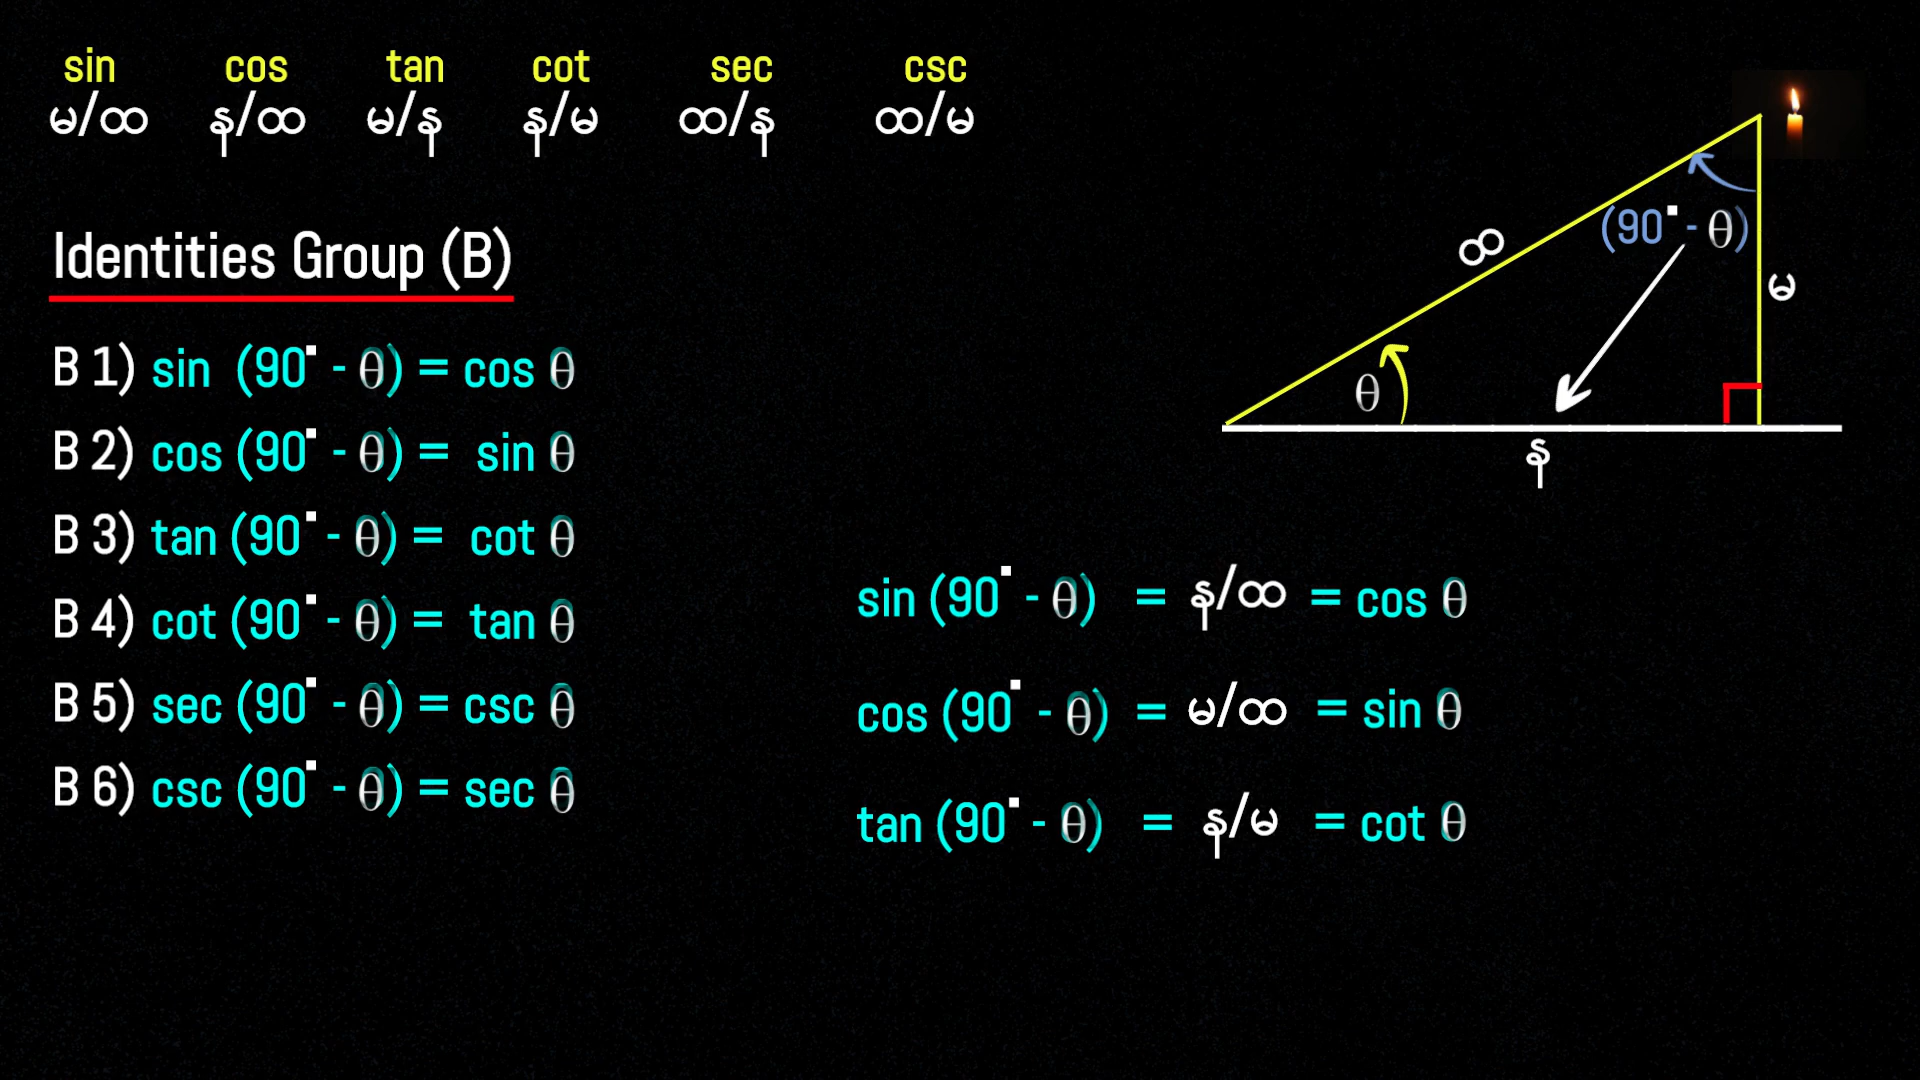 sin cos tan cot sec csc
မ/ထ န/ထ မ/န န/မ ထ/န ထ/မ
Identities Group (B)
B 1) sin (90° - θ) = cos θ
B 2) cos (90° - θ) = sin θ
B 3) tan (90° - θ) = cot θ
B 4) cot (90° - θ) = tan θ
B 5) sec (90° - θ) = csc θ
B 6) csc (90° - θ) = sec θ
(90° - θ)
ထ
မ
θ
န
sin (90° - θ) = န/ထ = cos θ
cos (90° - θ) = မ/ထ = sin θ
tan (90° - θ) = န/မ = cot θ